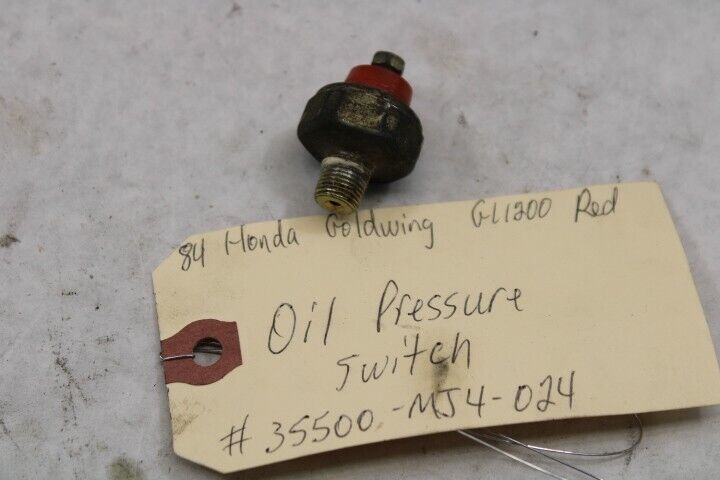 84 Honda Goldwing GL1200 Red
Oil Pressure
Switch
#35500-MJ4-024